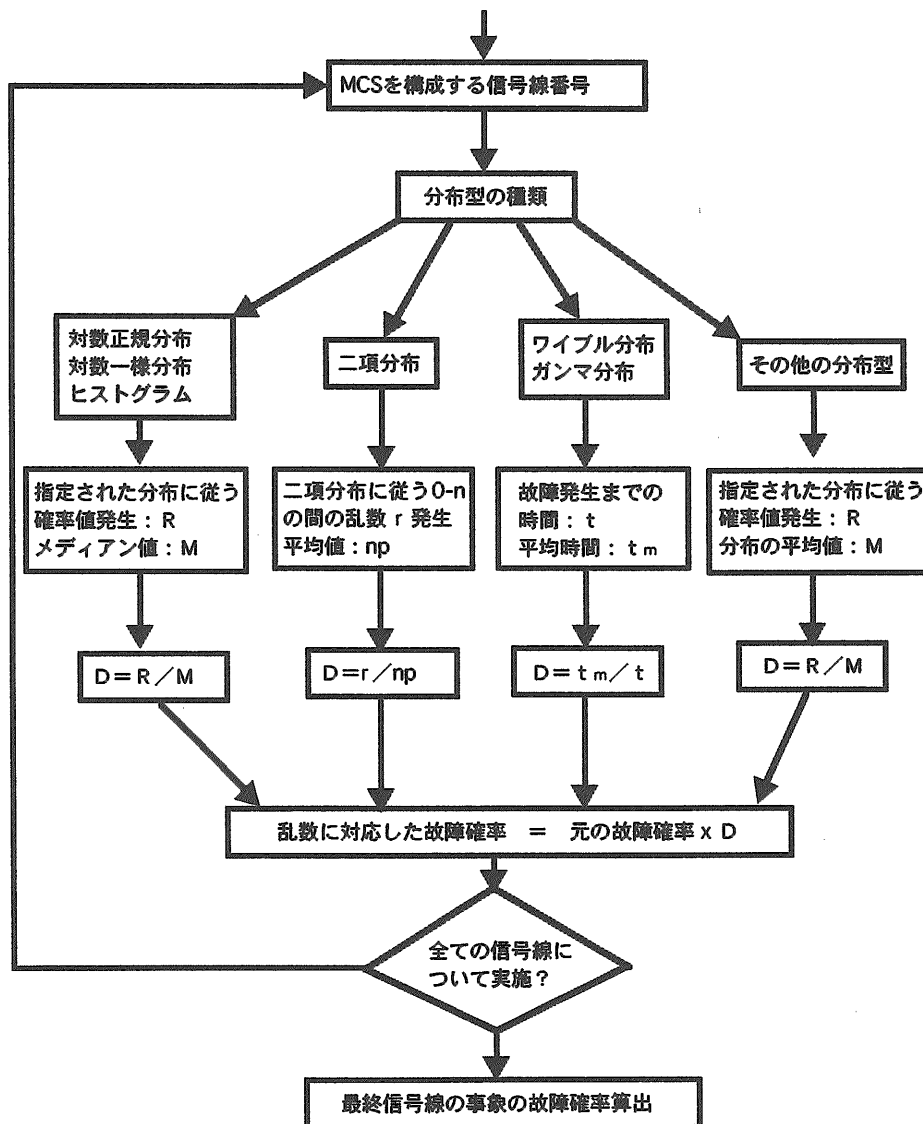 MCSを構成する信号線番号
分布型の種類
対数正規分布
対数一様分布
ヒストグラム
二項分布
ワイブル分布
ガンマ分布
その他の分布型
指定された分布に従う
確率値発生：R
メディアン値：M
二項分布に従う0-n
の間の乱数 r 発生
平均値：np
故障発生までの
時間：t
平均時間：tm
指定された分布に従う
確率値発生：R
分布の平均値：M
D＝R／M
D＝r／np
D＝tm／t
D＝R／M
乱数に対応した故障確率 ＝ 元の故障確率 x D
全ての信号線に
ついて実施？
最終信号線の事象の故障確率算出